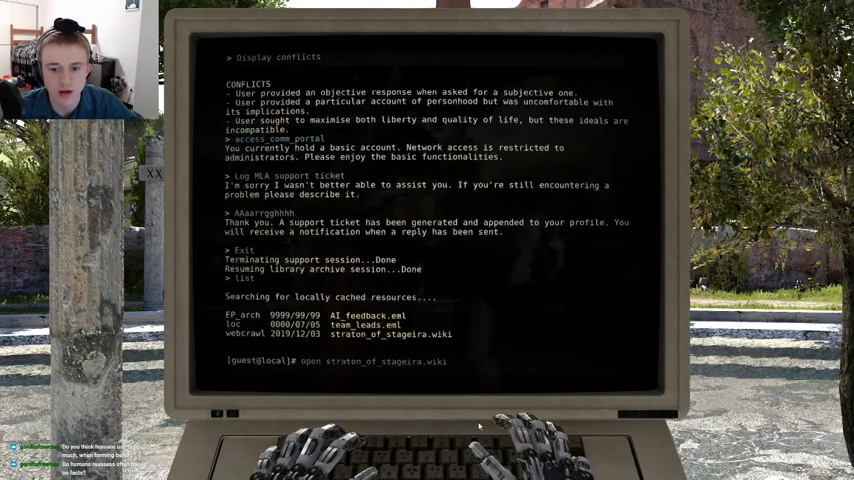 > Display conflicts
CONFLICTS
- User provided an objective response when asked for a subjective one.
- User provided a particular account of personhood but was uncomfortable with
its implications.
- User sought to maximise both liberty and quality of life, but these ideals are
incompatible.
> access_comm_portal
You currently hold a basic account. Network access is restricted to
administrators. Please enjoy the basic functionalities.
> Log MLA support ticket
I'm sorry I wasn't better able to assist you. If you're still encountering a
problem please describe it.
> AAaarrgghhhh
Thank you. A support ticket has been generated and appended to your profile. You
will receive a notification when a reply has been sent.
> Exit
Terminating support session...Done
Resuming library archive session...Done
> list
Searching for locally cached resources....
EP_arch 9999/99/99 AI_feedback.eml
loc 0000/07/05 team_leads.eml
webcrawl 2019/12/03 straton_of_stageira.wiki
[guest@local]# open straton_of_stageira.wiki
XX
Do you think humans
much, when forming
Do humans reassess often
on facts?